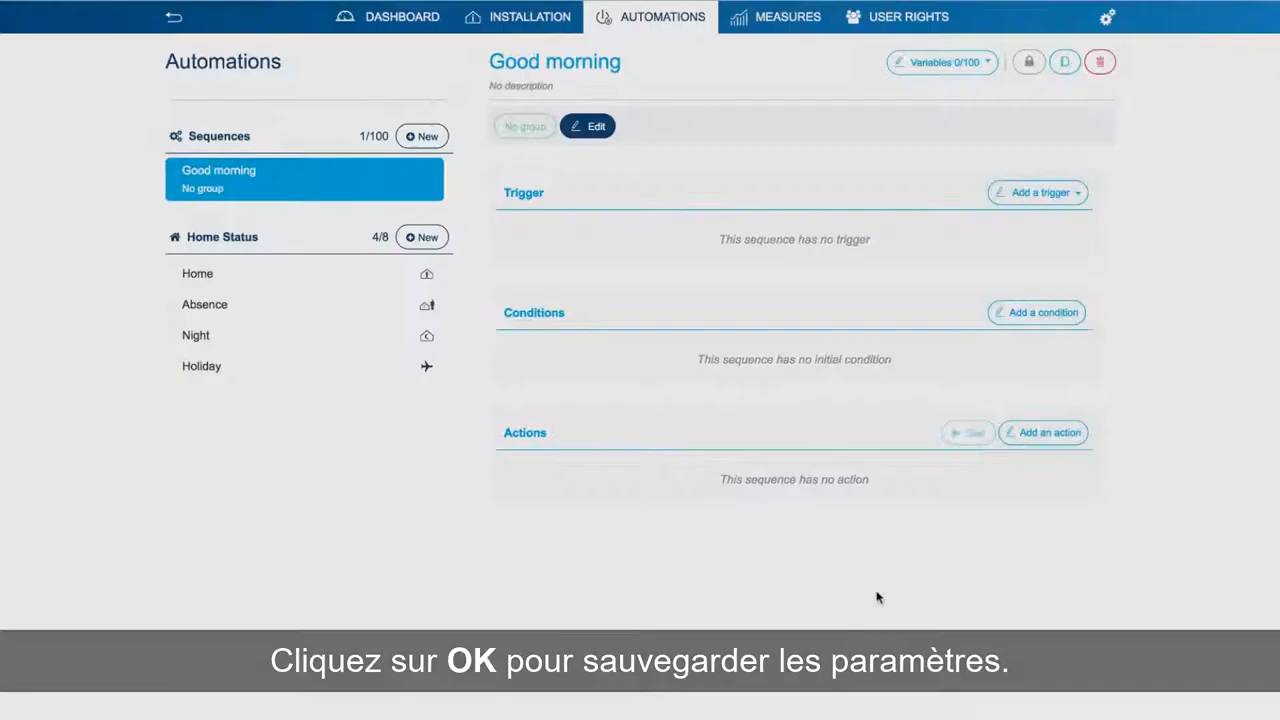 DASHBOARD INSTALLATION AUTOMATIONS MEASURES USER RIGHTS
Automations
Sequences 1/100 New
Good morning
No group
Home Status 4/8 New
Home
Absence
Night
Holiday
Good morning
Variables 0/100
No description
No group Edit
Trigger Add a trigger
This sequence has no trigger
Conditions Add a condition
This sequence has no initial condition
Actions Add an action
This sequence has no action
Cliquez sur OK pour sauvegarder les paramètres.